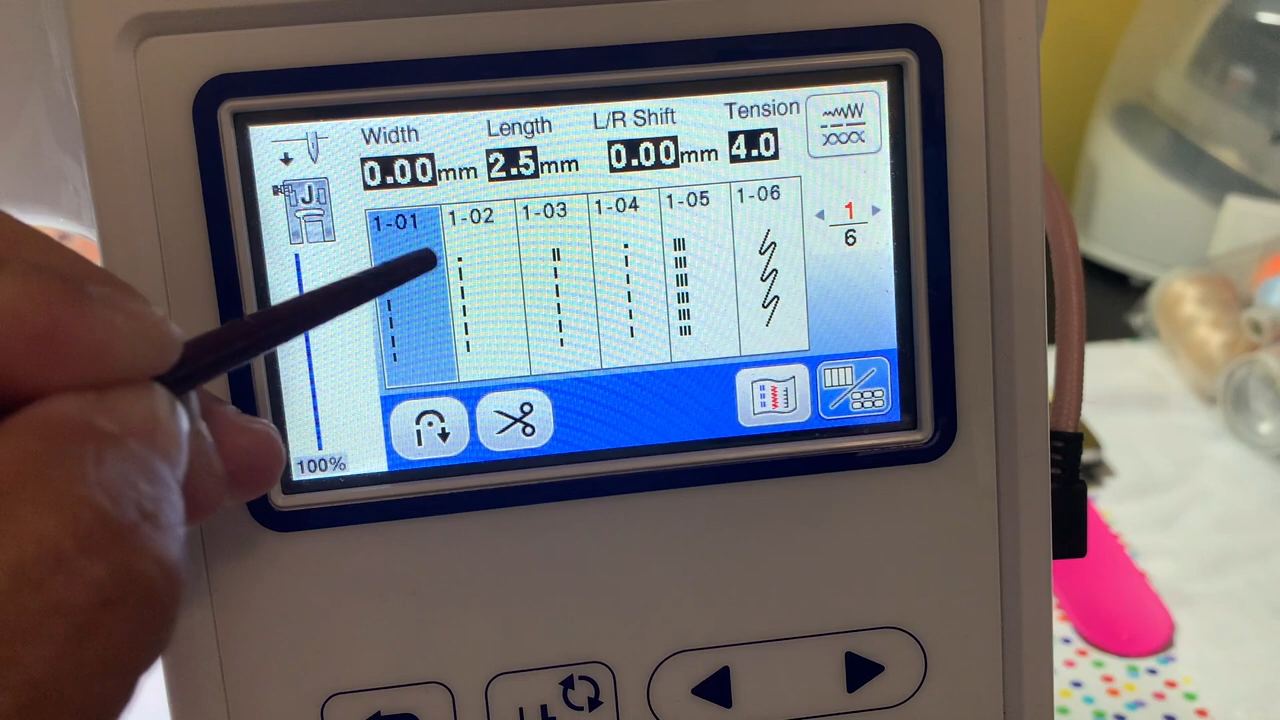 Width Length L/R Shift Tension
0.00mm 2.5mm 0.00mm 4.0
J
1-01 1-02 1-03 1-04 1-05 1-06
1
6
100%